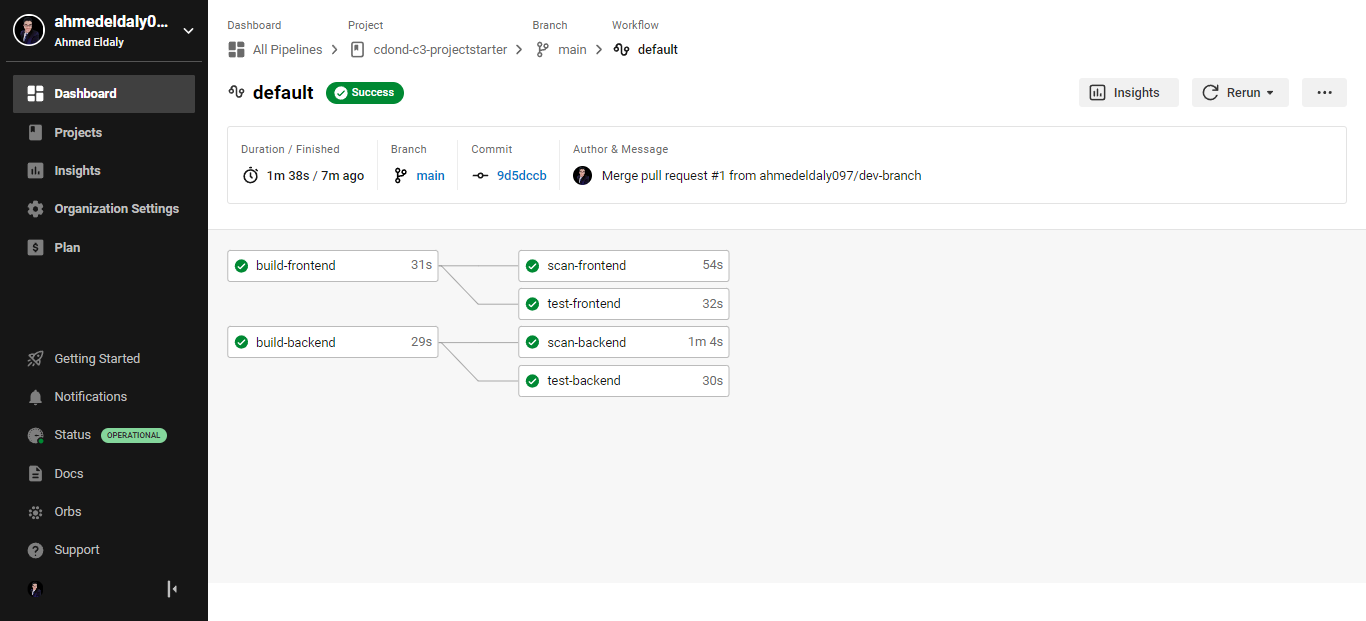 ahmedeldaly0...
Ahmed Eldaly
Dashboard
Projects
Insights
Organization Settings
Plan
Getting Started
Notifications
Status OPERATIONAL
Docs
Orbs
Support
Dashboard Project Branch Workflow
All Pipelines cdond-c3-projectstarter main default
default Success
Insights Rerun
Duration / Finished Branch Commit Author & Message
1m 38s / 7m ago main 9d5dccb Merge pull request #1 from ahmedeldaly097/dev-branch
build-frontend 31s scan-frontend 54s
test-frontend 32s
build-backend 29s scan-backend 1m 4s
test-backend 30s